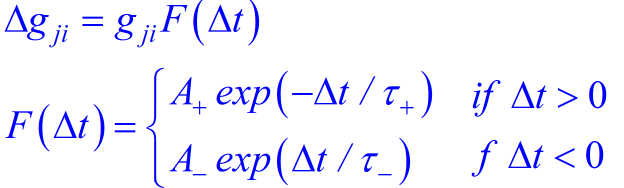 Δg_ji = g_ji F(Δt)
F(Δt) = { A_+ exp(−Δt / τ_+) if Δt > 0
A_− exp(Δt / τ_−) f Δt < 0